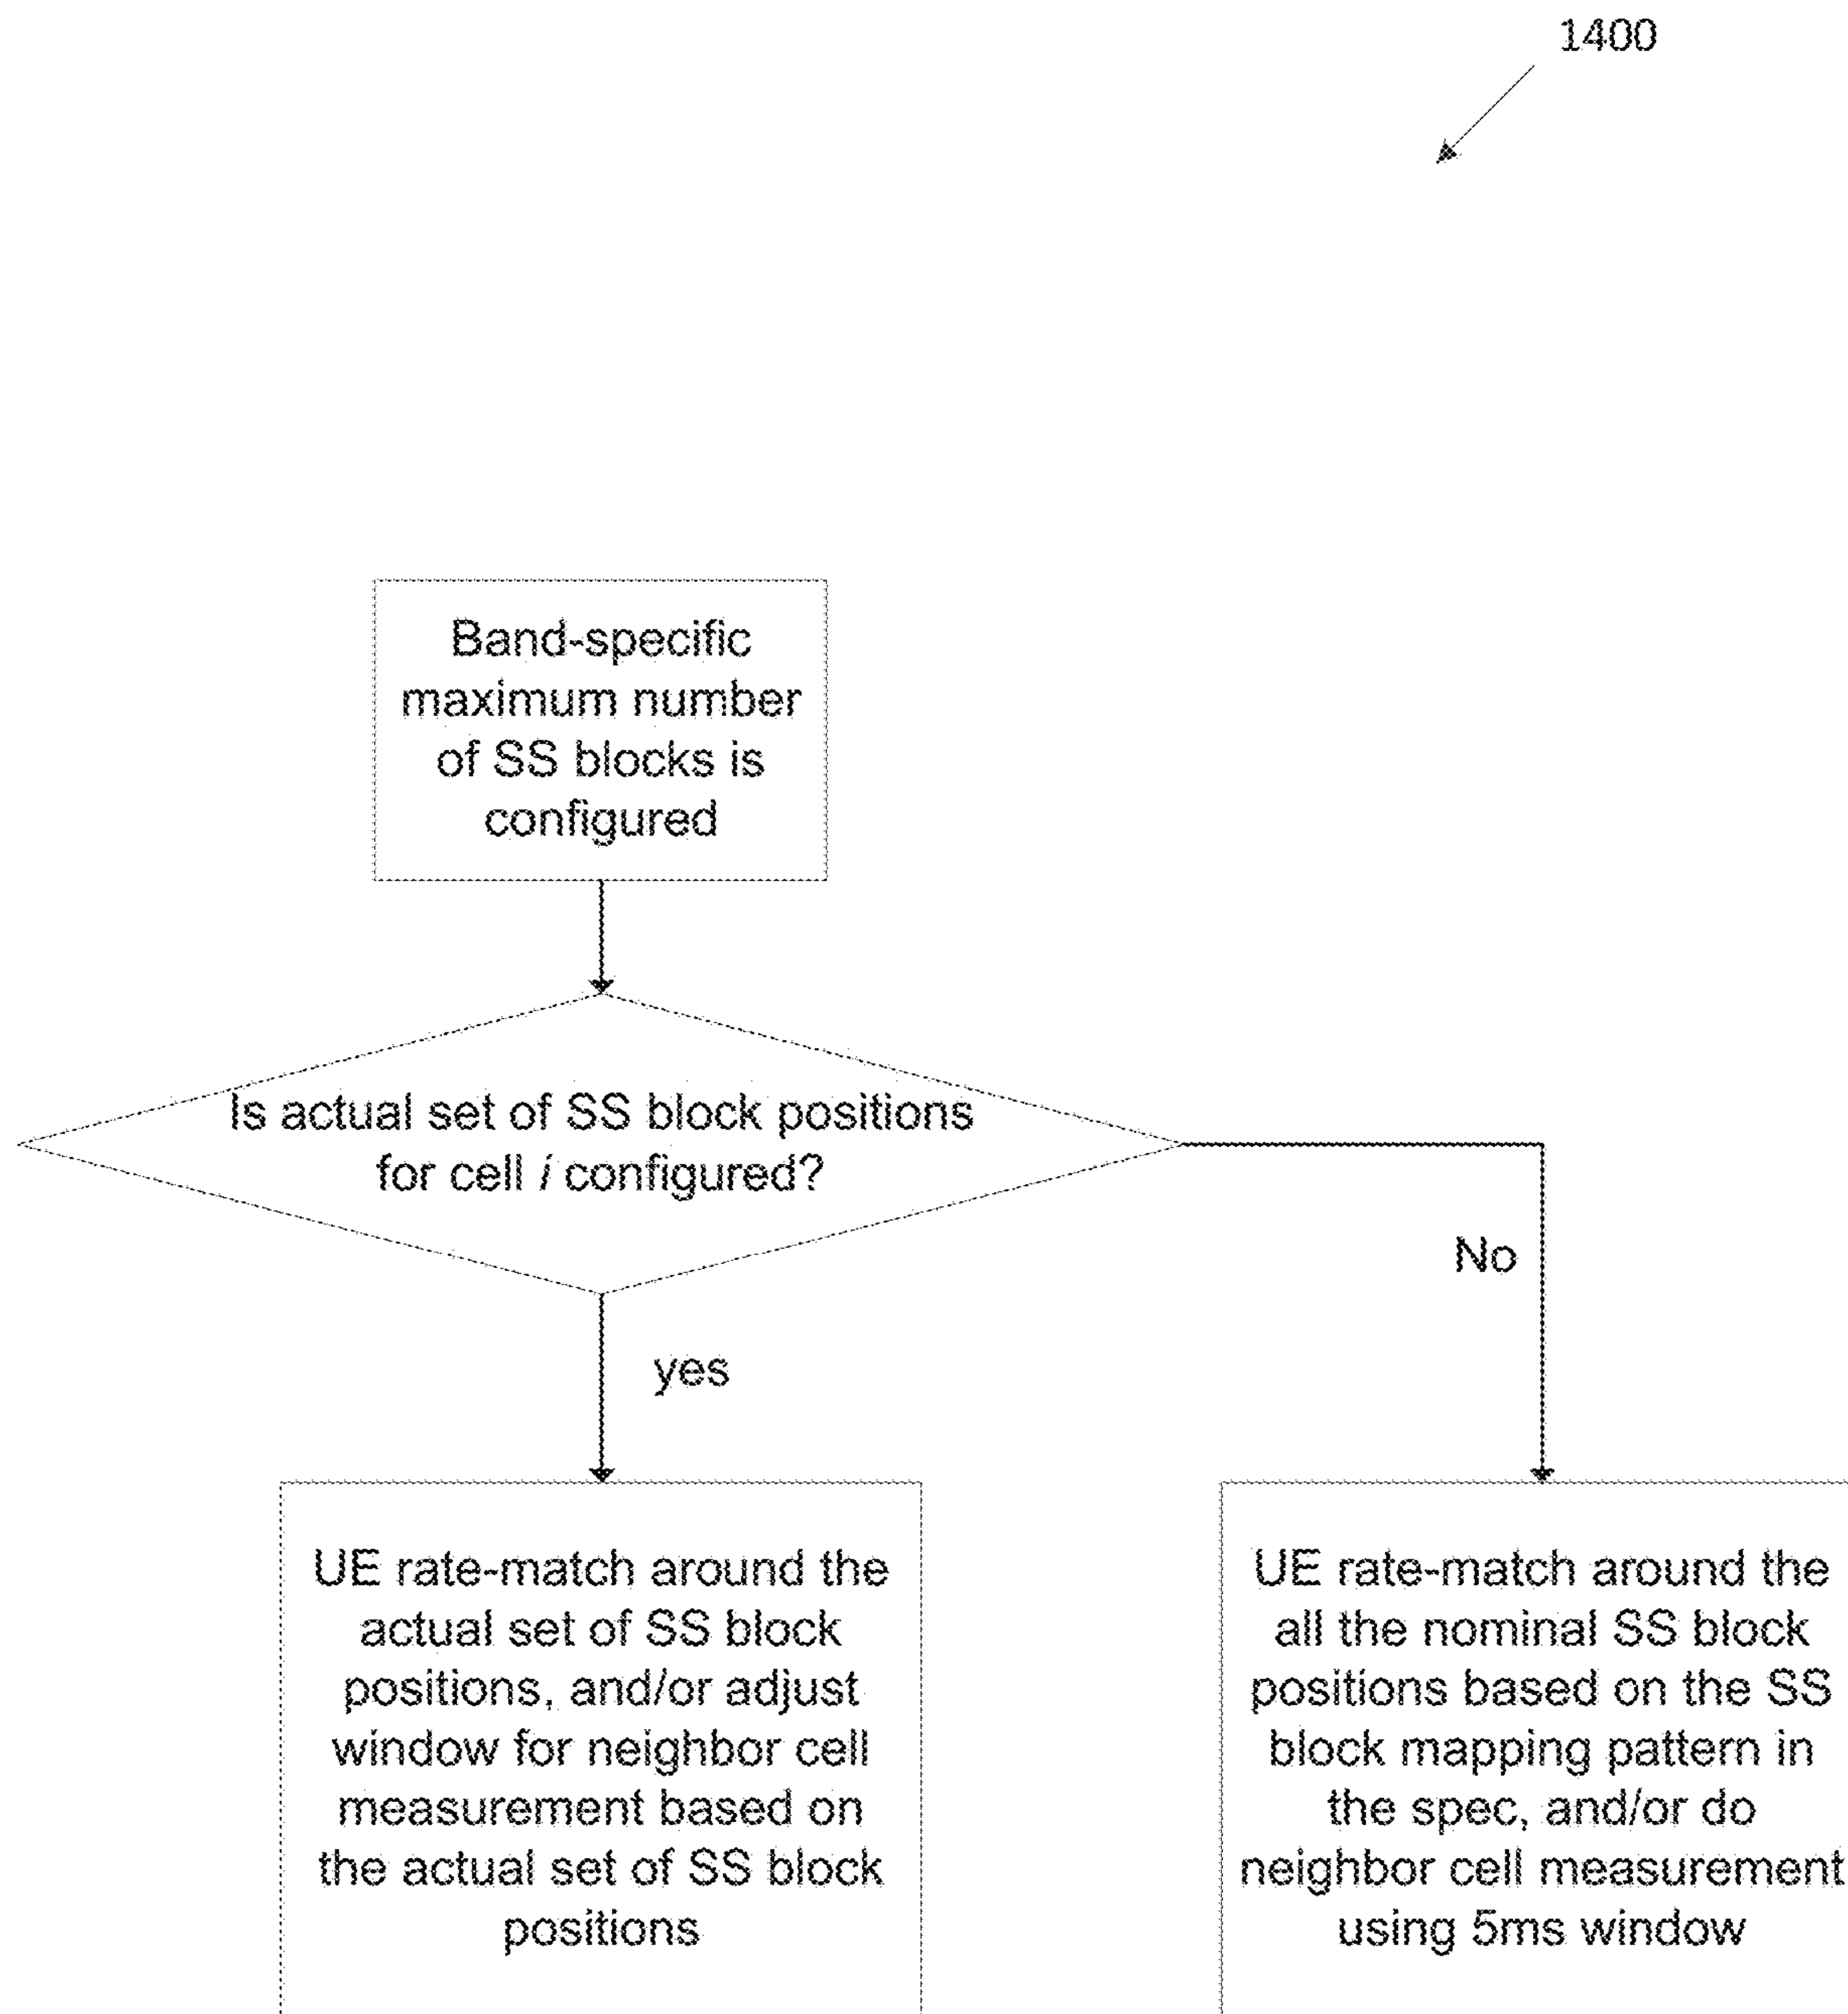 1400
Band-specific
maximum number
of SS blocks is
configured
Is actual set of SS block positions
for cell i configured?
No
yes
UE rate-match around the
actual set of SS block
positions, and/or adjust
window for neighbor cell
measurement based on
the actual set of SS block
positions
UE rate-match around the
all the nominal SS block
positions based on the SS
block mapping pattern in
the spec, and/or do
neighbor cell measurement
using 5ms window